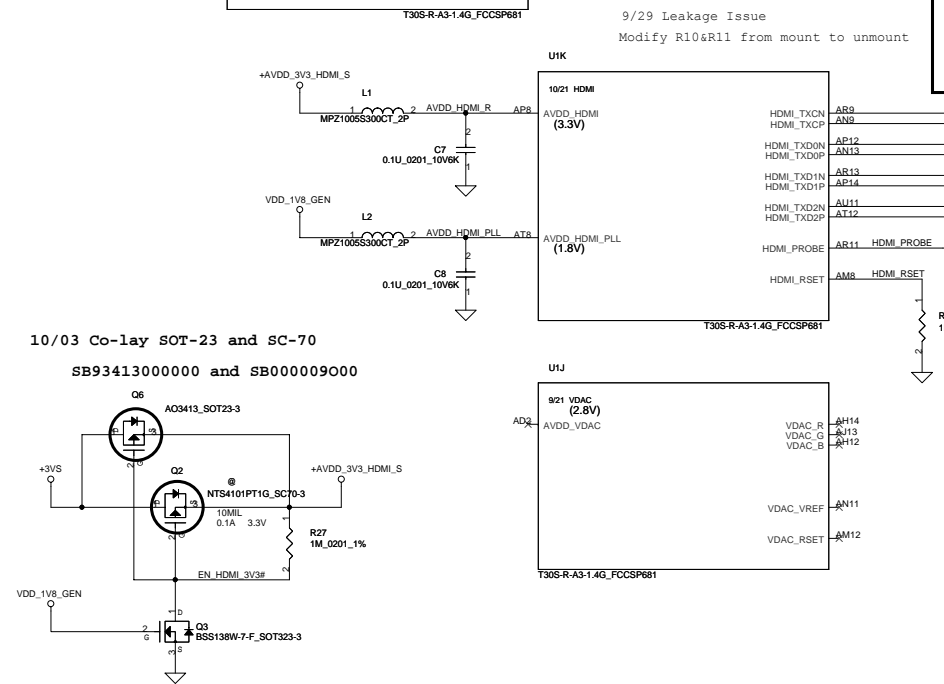 T30S-R-A3-1.4G_FCCSP681
9/29 Leakage Issue
Modify R10&R11 from mount to unmount
U1K
10/21 HDMI
+AVDD_3V3_HDMI_S
L1
1 2 AVDD_HDMI_R AP8
MPZ1005S300CT_2P
AVDD_HDMI
(3.3V)
2
C7
0.1U_0201_10V6K
1
VDD_1V8_GEN
L2
1 2 AVDD_HDMI_PLL AT8
MPZ1005S300CT_2P
AVDD_HDMI_PLL
(1.8V)
2
C8
0.1U_0201_10V6K
1
HDMI_TXCN AR9
HDMI_TXCP AN9
HDMI_TXD0N AP12
HDMI_TXD0P AN13
HDMI_TXD1N AR13
HDMI_TXD1P AP14
HDMI_TXD2N AU11
HDMI_TXD2P AT12
HDMI_PROBE AR11 HDMI_PROBE
HDMI_RSET AM8 HDMI_RSET
1
R
1
2
T30S-R-A3-1.4G_FCCSP681
10/03 Co-lay SOT-23 and SC-70
SB93413000000 and SB000009O00
Q6
AO3413_SOT23-3
D S
2
G
+3VS
Q2
@
NTS4101PT1G_SC70-3
D S
10MIL
0.1A 3.3V
2
G
+AVDD_3V3_HDMI_S
1
R27
1M_0201_1%
2
EN_HDMI_3V3#
VDD_1V8_GEN
1 D
2
G
Q3
BSS138W-7-F_SOT323-3
3 S
U1J
9/21 VDAC
(2.8V)
AD2 AVDD_VDAC
VDAC_R AH14
VDAC_G AJ13
VDAC_B AH12
VDAC_VREF AN11
VDAC_RSET AM12
T30S-R-A3-1.4G_FCCSP681